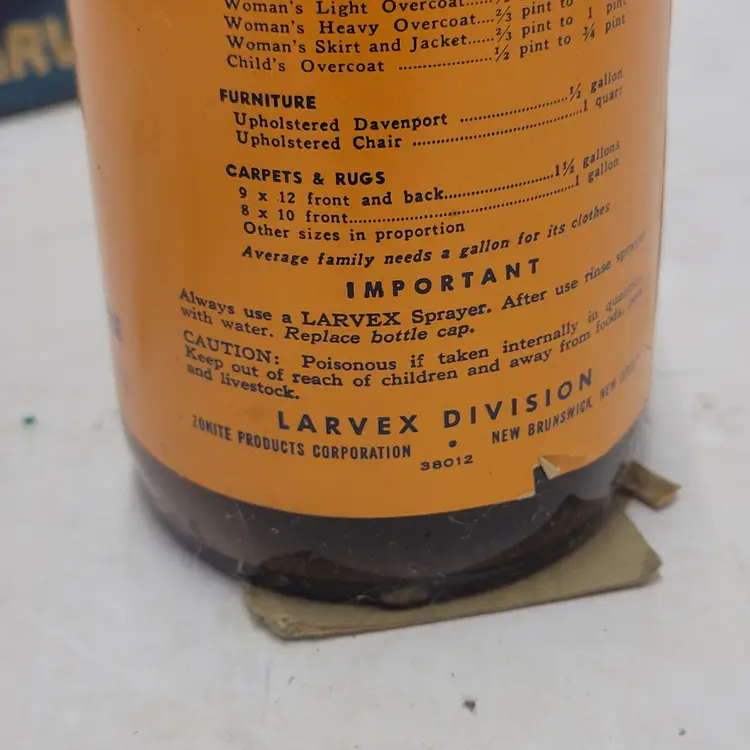 Woman's Light Overcoat
Woman's Heavy Overcoat....⅔ pint to 1 pint
Woman's Skirt and Jacket......½ pint to ¾ pint
Child's Overcoat
FURNITURE
Upholstered Davenport ......................½ gallon
Upholstered Chair ..................................1 quart
CARPETS & RUGS
9 x 12 front and back......................1½ gallons
8 x 10 front.............................................1 gallon
Other sizes in proportion
Average family needs a gallon for its clothes
IMPORTANT
Always use a LARVEX Sprayer. After use rinse sprayer
with water. Replace bottle cap.
CAUTION: Poisonous if taken internally in quantity.
Keep out of reach of children and away from foods,
and livestock.
LARVEX DIVISION
ZONITE PRODUCTS CORPORATION • NEW BRUNSWICK, NEW JERSEY
38012